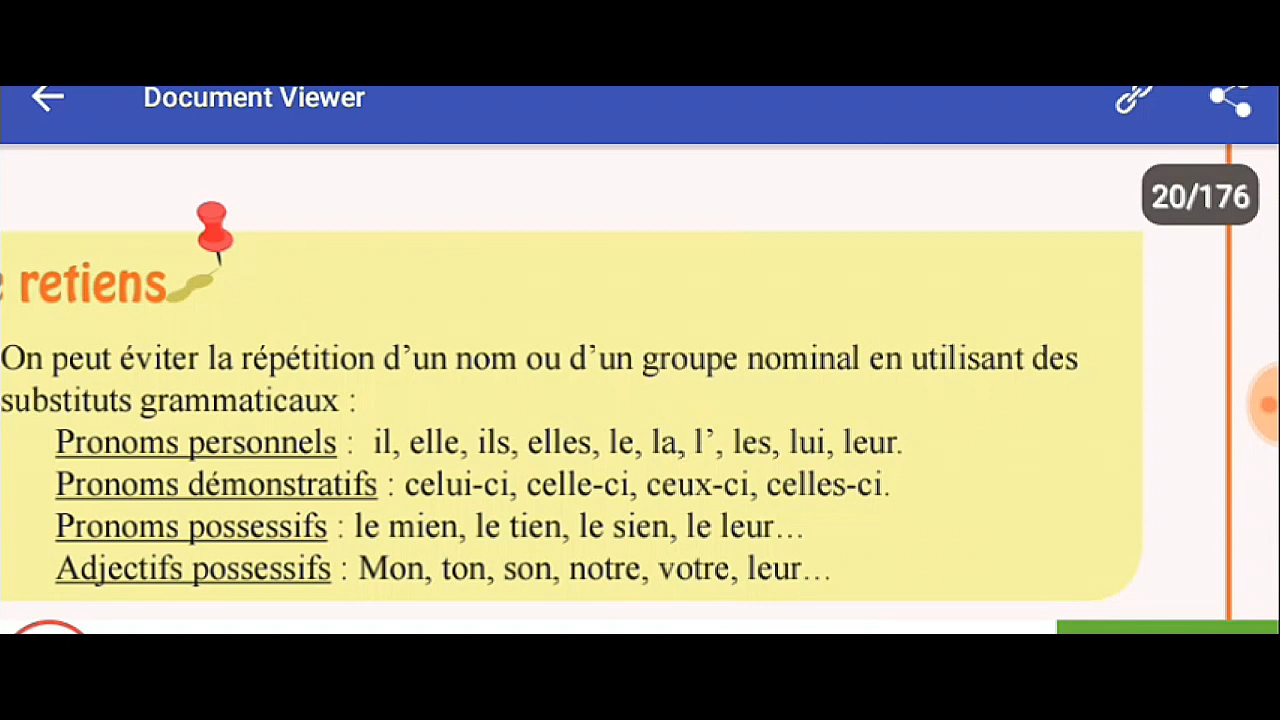 Document Viewer
20/176
retiens
On peut éviter la répétition d’un nom ou d’un groupe nominal en utilisant des
substituts grammaticaux :
Pronoms personnels : il, elle, ils, elles, le, la, l’, les, lui, leur.
Pronoms démonstratifs : celui-ci, celle-ci, ceux-ci, celles-ci.
Pronoms possessifs : le mien, le tien, le sien, le leur…
Adjectifs possessifs : Mon, ton, son, notre, votre, leur…